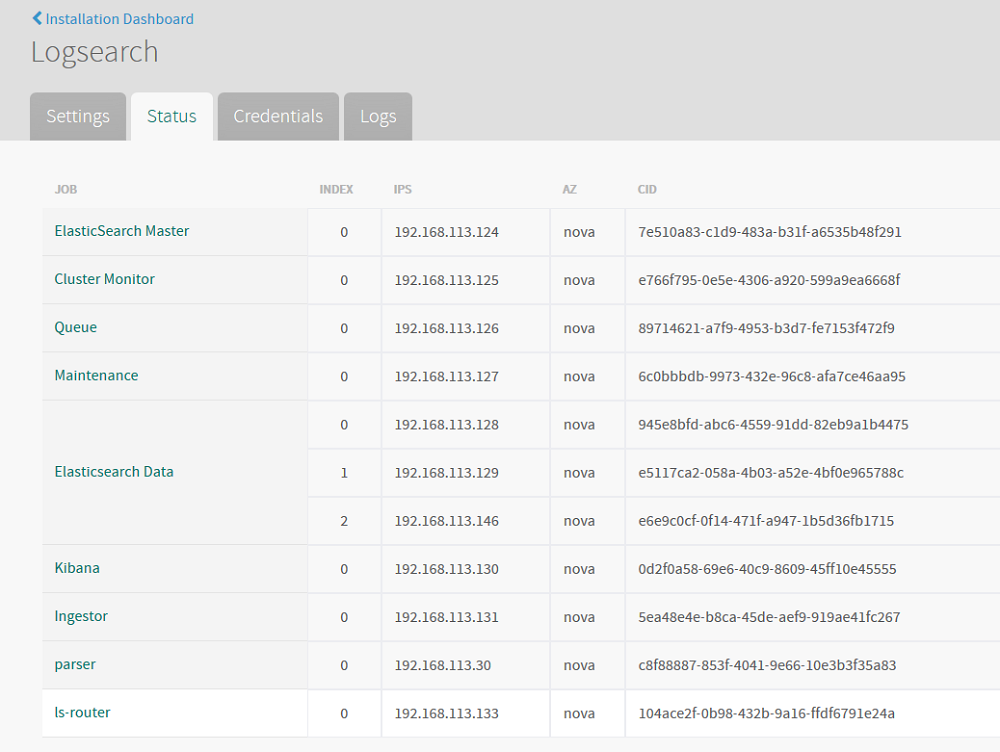 Installation Dashboard
Logsearch
Settings Status Credentials Logs
JOB INDEX IPS AZ CID
ElasticSearch Master 0 192.168.113.124 nova 7e510a83-c1d9-483a-b31f-a6535b48f291
Cluster Monitor 0 192.168.113.125 nova e766f795-0e5e-4306-a920-599a9ea6668f
Queue 0 192.168.113.126 nova 89714621-a7f9-4953-b3d7-fe7153f472f9
Maintenance 0 192.168.113.127 nova 6c0bbbdb-9973-432e-96c8-afa7ce46aa95
0 192.168.113.128 nova 945e8bfd-abc6-4559-91dd-82eb9a1b4475
Elasticsearch Data 1 192.168.113.129 nova e5117ca2-058a-4b03-a52e-4bf0e965788c
2 192.168.113.146 nova e6e9c0cf-0f14-471f-a947-1b5d36fb1715
Kibana 0 192.168.113.130 nova 0d2f0a58-69e6-40c9-8609-45ff10e45555
Ingestor 0 192.168.113.131 nova 5ea48e4e-b8ca-45de-aef9-919ae41fc267
parser 0 192.168.113.30 nova c8f88887-853f-4041-9e66-10e3b3f35a83
ls-router 0 192.168.113.133 nova 104ace2f-0b98-432b-9a16-ffdf6791e24a